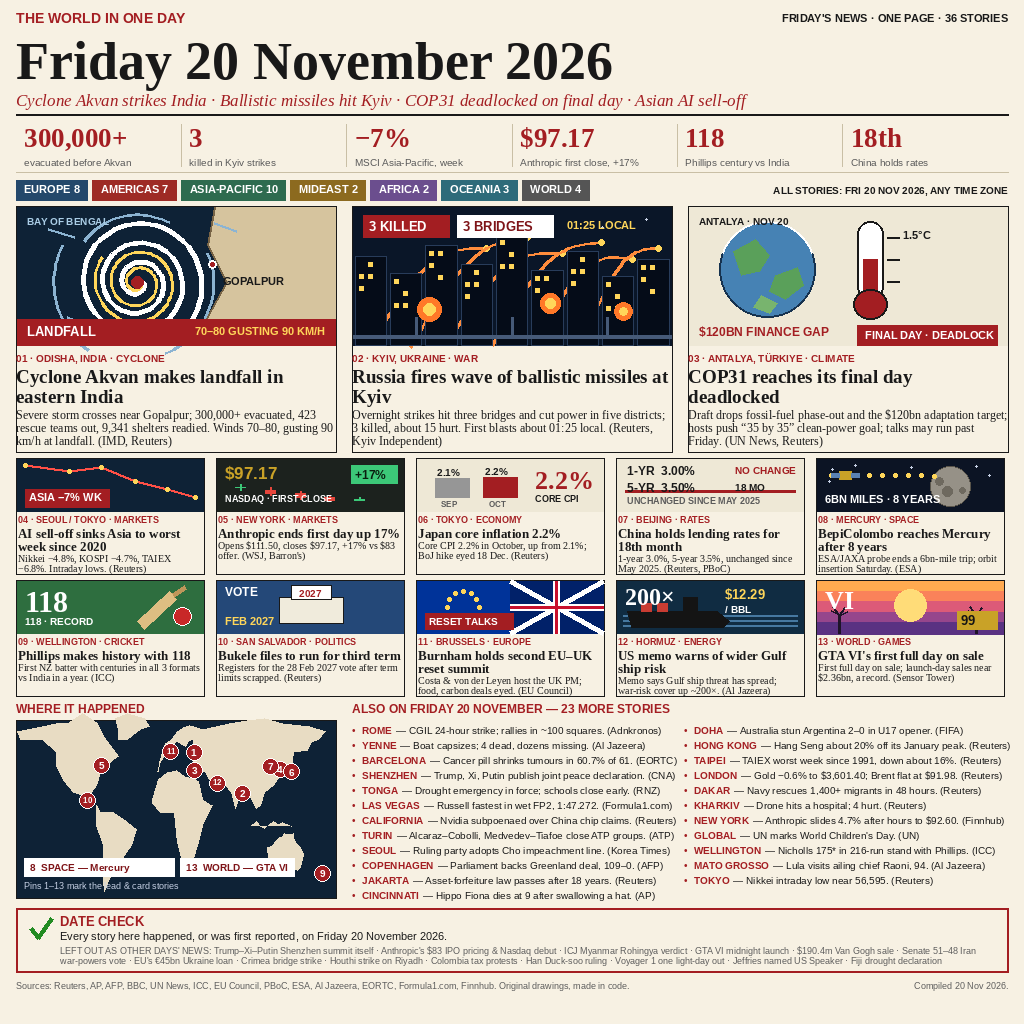 THE WORLD IN ONE DAY
FRIDAY'S NEWS · ONE PAGE · 36 STORIES
Friday 20 November 2026
Cyclone Akvan strikes India · Ballistic missiles hit Kyiv · COP31 deadlocked on final day · Asian AI sell-off
300,000+
evacuated before Akvan
3
killed in Kyiv strikes
−7%
MSCI Asia-Pacific, week
$97.17
Anthropic first close, +17%
118
Phillips century vs India
18th
China holds rates
EUROPE 8
AMERICAS 7
ASIA-PACIFIC 10
MIDEAST 2
AFRICA 2
OCEANIA 3
WORLD 4
ALL STORIES: FRI 20 NOV 2026, ANY TIME ZONE
BAY OF BENGAL
GOPALPUR
LANDFALL
70–80 GUSTING 90 KM/H
01 · ODISHA, INDIA · CYCLONE
Cyclone Akvan makes landfall in
eastern India
Severe storm crosses near Gopalpur; 300,000+ evacuated, 423
rescue teams out, 9,341 shelters readied. Winds 70–80, gusting 90
km/h at landfall. (IMD, Reuters)
3 KILLED
3 BRIDGES
01:25 LOCAL
02 · KYIV, UKRAINE · WAR
Russia fires wave of ballistic missiles at
Kyiv
Overnight strikes hit three bridges and cut power in five districts;
3 killed, about 15 hurt. First blasts about 01:25 local. (Reuters,
Kyiv Independent)
ANTALYA · NOV 20
1.5°C
$120BN FINANCE GAP
FINAL DAY · DEADLOCK
03 · ANTALYA, TÜRKIYE · CLIMATE
COP31 reaches its final day
deadlocked
Draft drops fossil-fuel phase-out and the $120bn adaptation target;
hosts push “35 by 35” clean-power goal; talks may run past
Friday. (UN News, Reuters)
ASIA −7% WK
04 · SEOUL / TOKYO · MARKETS
AI sell-off sinks Asia to worst
week since 2020
Nikkei −4.8%, KOSPI −4.7%, TAIEX
−6.8%. Intraday lows. (Reuters)
$97.17
+17%
NASDAQ · FIRST CLOSE
05 · NEW YORK · MARKETS
Anthropic ends first day up 17%
Opens $111.50, closes $97.17, +17% vs $83
offer. (WSJ, Barron's)
2.1%
2.2%
SEP
OCT
2.2%
CORE CPI
06 · TOKYO · ECONOMY
Japan core inflation 2.2%
Core CPI 2.2% in October, up from 2.1%;
BoJ hike eyed 18 Dec. (Reuters)
1-YR 3.00%
NO CHANGE
5-YR 3.50%
18 MO
UNCHANGED SINCE MAY 2025
07 · BEIJING · RATES
China holds lending rates for
18th month
1-year 3.0%, 5-year 3.5%, unchanged since
May 2025. (Reuters, PBoC)
6BN MILES · 8 YEARS
08 · MERCURY · SPACE
BepiColombo reaches Mercury
after 8 years
ESA/JAXA probe ends a 6bn-mile trip; orbit
insertion Saturday. (ESA)
118
118 · RECORD
09 · WELLINGTON · CRICKET
Phillips makes history with 118
First NZ batter with centuries in all 3 formats
vs India in a year. (ICC)
VOTE
2027
FEB 2027
10 · SAN SALVADOR · POLITICS
Bukele files to run for third term
Registers for the 28 Feb 2027 vote after term
limits scrapped. (Reuters)
RESET TALKS
11 · BRUSSELS · EUROPE
Burnham holds second EU–UK
reset summit
Costa & von der Leyen host the UK PM;
food, carbon deals eyed. (EU Council)
200×
$12.29
/ BBL
12 · HORMUZ · ENERGY
US memo warns of wider Gulf
ship risk
Memo says Gulf ship threat has spread;
war-risk cover up ~200×. (Al Jazeera)
VI
99
13 · WORLD · GAMES
GTA VI's first full day on sale
First full day on sale; launch-day sales near
$2.36bn, a record. (Sensor Tower)
WHERE IT HAPPENED
11
1
5
3
7
4
6
12
2
10
9
8 SPACE — Mercury
13 WORLD — GTA VI
Pins 1–13 mark the lead & card stories
ALSO ON FRIDAY 20 NOVEMBER — 23 MORE STORIES
• ROME — CGIL 24-hour strike; rallies in ~100 squares. (Adnkronos)
• YENNE — Boat capsizes; 4 dead, dozens missing. (Al Jazeera)
• BARCELONA — Cancer pill shrinks tumours in 60.7% of 61. (EORTC)
• SHENZHEN — Trump, Xi, Putin publish joint peace declaration. (CNA)
• TONGA — Drought emergency in force; schools close early. (RNZ)
• LAS VEGAS — Russell fastest in wet FP2, 1:47.272. (Formula1.com)
• CALIFORNIA — Nvidia subpoenaed over China chip claims. (Reuters)
• TURIN — Alcaraz–Cobolli, Medvedev–Tiafoe close ATP groups. (ATP)
• SEOUL — Ruling party adopts Cho impeachment line. (Korea Times)
• COPENHAGEN — Parliament backs Greenland deal, 109–0. (AFP)
• JAKARTA — Asset-forfeiture law passes after 18 years. (Reuters)
• CINCINNATI — Hippo Fiona dies at 9 after swallowing a hat. (AP)
• DOHA — Australia stun Argentina 2–0 in U17 opener. (FIFA)
• HONG KONG — Hang Seng about 20% off its January peak. (Reuters)
• TAIPEI — TAIEX worst week since 1991, down about 16%. (Reuters)
• LONDON — Gold −0.6% to $3,601.40; Brent flat at $91.98. (Reuters)
• DAKAR — Navy rescues 1,400+ migrants in 48 hours. (Reuters)
• KHARKIV — Drone hits a hospital; 4 hurt. (Reuters)
• NEW YORK — Anthropic slides 4.7% after hours to $92.60. (Finnhub)
• GLOBAL — UN marks World Children's Day. (UN)
• WELLINGTON — Nicholls 175* in 216-run stand with Phillips. (ICC)
• MATO GROSSO — Lula visits ailing chief Raoni, 94. (Al Jazeera)
• TOKYO — Nikkei intraday low near 56,595. (Reuters)
DATE CHECK
Every story here happened, or was first reported, on Friday 20 November 2026.
LEFT OUT AS OTHER DAYS' NEWS: Trump–Xi–Putin Shenzhen summit itself · Anthropic's $83 IPO pricing & Nasdaq debut · ICJ Myanmar Rohingya verdict · GTA VI midnight launch · $190.4m Van Gogh sale · Senate 51–48 Iran
war-powers vote · EU's €45bn Ukraine loan · Crimea bridge strike · Houthi strike on Riyadh · Colombia tax protests · Han Duck-soo ruling · Voyager 1 one light-day out · Jeffries named US Speaker · Fiji drought declaration
Sources: Reuters, AP, AFP, BBC, UN News, ICC, EU Council, PBoC, ESA, Al Jazeera, EORTC, Formula1.com, Finnhub. Original drawings, made in code.
Compiled 20 Nov 2026.